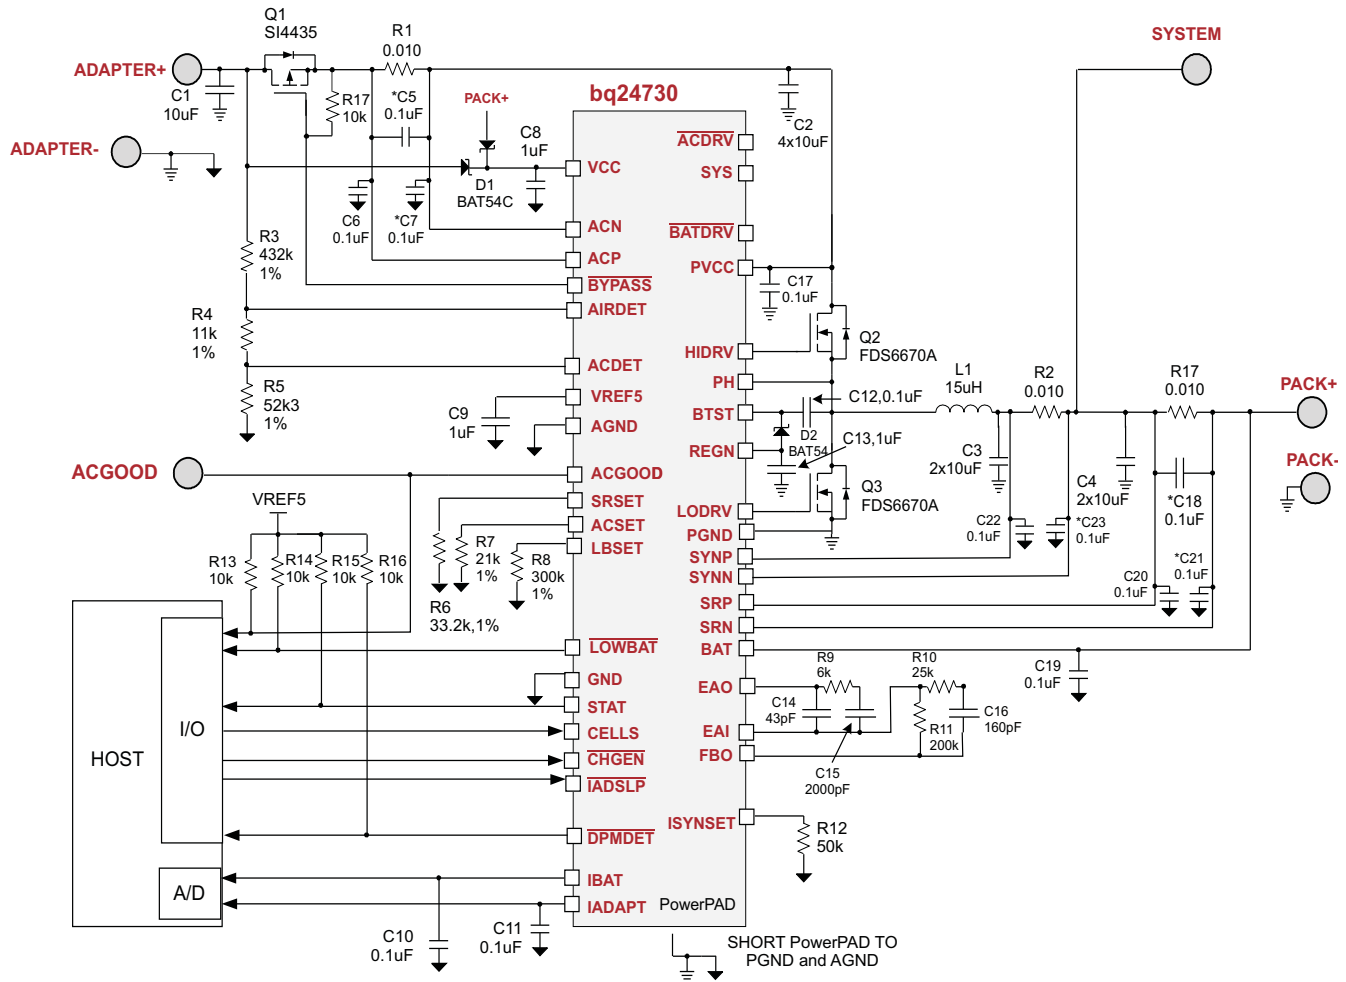 Q1
SI4435
R1
0.010
SYSTEM
ADAPTER+
C1
10uF
R17
10k
*C5
0.1uF
PACK+
bq24730
C2
4x10uF
ADAPTER-
C8
1uF
D1
BAT54C
C6
0.1uF
*C7
0.1uF
VCC
ACN
ACP
BYPASS
AIRDET
ACDET
VREF5
AGND
ACGOOD
SRSET
ACSET
LBSET
LOWBAT
GND
STAT
CELLS
CHGEN
IADSLP
DPMDET
IBAT
IADAPT
PowerPAD
ACDRV
SYS
BATDRV
PVCC
HIDRV
PH
BTST
REGN
LODRV
PGND
SYNP
SYNN
SRP
SRN
BAT
EAO
EAI
FBO
ISYNSET
R3
432k
1%
R4
11k
1%
R5
52k3
1%
C9
1uF
ACGOOD
VREF5
R13
10k
R14
10k
R15
10k
R16
10k
R6
33.2k,1%
R7
21k
1%
R8
300k
1%
HOST
I/O
A/D
C10
0.1uF
C11
0.1uF
C17
0.1uF
Q2
FDS6670A
C12,0.1uF
D2
BAT54
C13,1uF
Q3
FDS6670A
L1
15uH
R2
0.010
R17
0.010
PACK+
PACK-
C3
2x10uF
C4
2x10uF
C22
0.1uF
*C23
0.1uF
*C18
0.1uF
C20
0.1uF
*C21
0.1uF
C19
0.1uF
R9
6k
C14
43pF
C15
2000pF
R10
25k
R11
200k
C16
160pF
R12
50k
SHORT PowerPAD TO
PGND and AGND